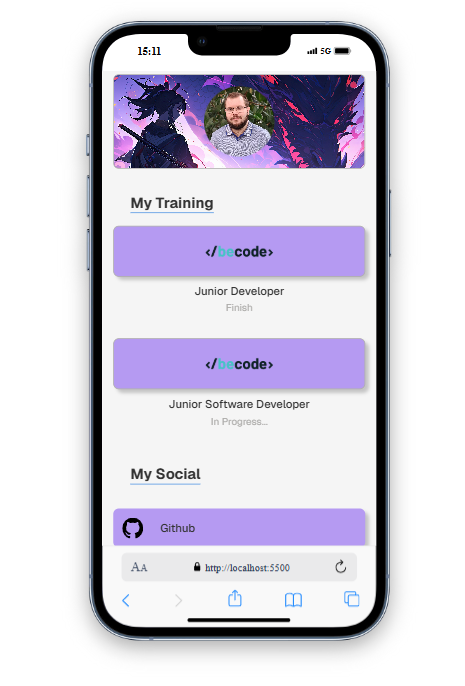 15:11
5G
My Training
</becode>
Junior Developer
Finish
</becode>
Junior Software Developer
In Progress...
My Social
Github
AA
http://localhost:5500